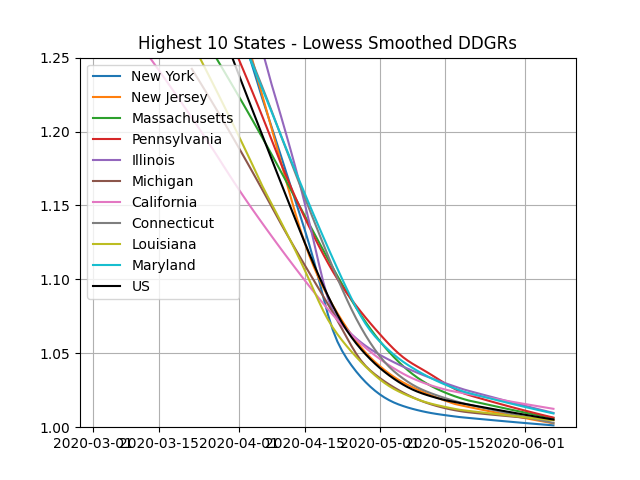 Highest 10 States - Lowess Smoothed DDGRs
1.25
1.20
1.15
1.10
1.05
1.00
New York
New Jersey
Massachusetts
Pennsylvania
Illinois
Michigan
California
Connecticut
Louisiana
Maryland
US
2020-03-01 2020-03-15 2020-04-01 2020-04-15 2020-05-01 2020-05-15 2020-06-01